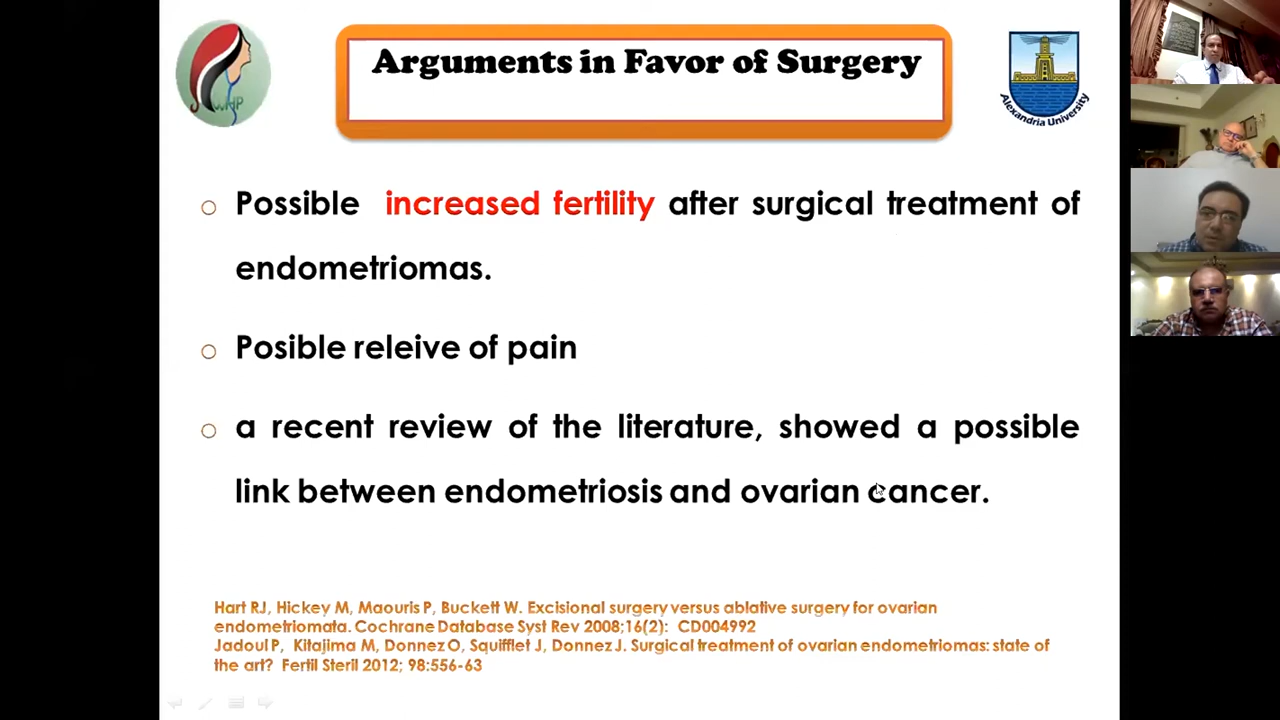 Arguments in Favor of Surgery
WHP
Alexandria University
Possible increased fertility after surgical treatment of
endometriomas.
Posible releive of pain
a recent review of the literature, showed a possible
link between endometriosis and ovarian cancer.
Hart RJ, Hickey M, Maouris P, Buckett W. Excisional surgery versus ablative surgery for ovarian
endometriomata. Cochrane Database Syst Rev 2008;16(2): CD004992
Jadoul P, Kitajima M, Donnez O, Squifflet J, Donnez J. Surgical treatment of ovarian endometriomas: state of
the art? Fertil Steril 2012; 98:556-63